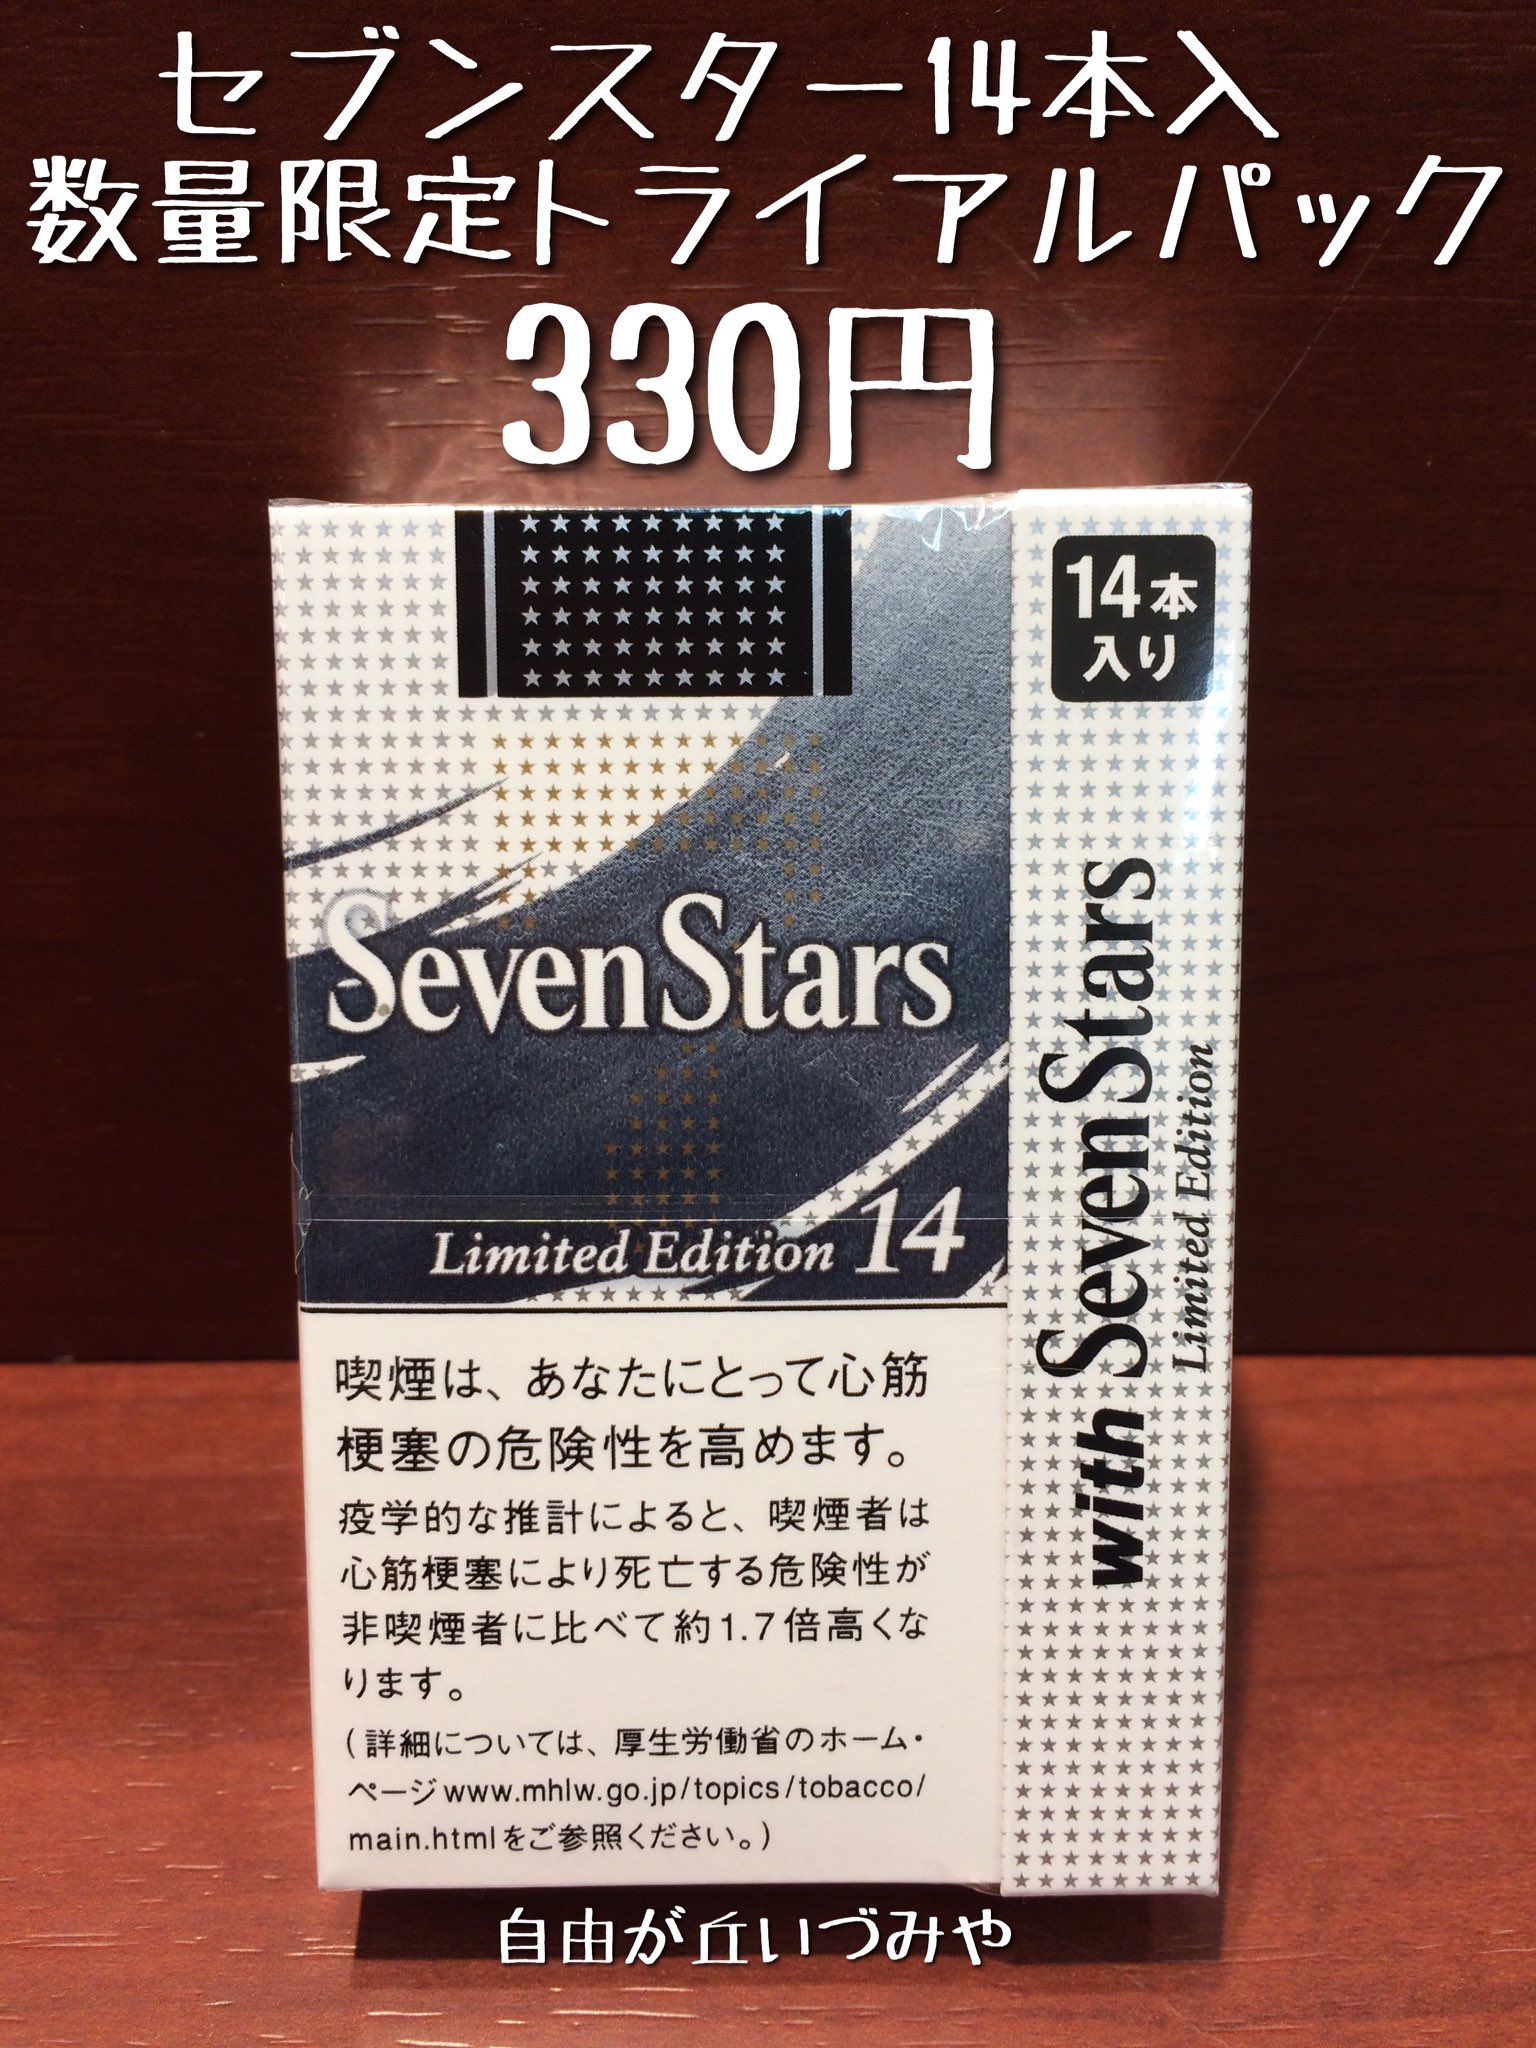 セブンスター14本入
数量限定トライアルパック
330円
14本
入り
SevenStars
Limited Edition 14
with SevenStars
Limited Edition
喫煙は、あなたにとって心筋
梗塞の危険性を高めます。
疫学的な推計によると、喫煙者は
心筋梗塞により死亡する危険性が
非喫煙者に比べて約1.7倍高くな
ります。
(詳細については、厚生労働省のホーム・
ページwww.mhlw.go.jp/topics/tobacco/
main.htmlをご参照ください。)
自由が丘いづみや